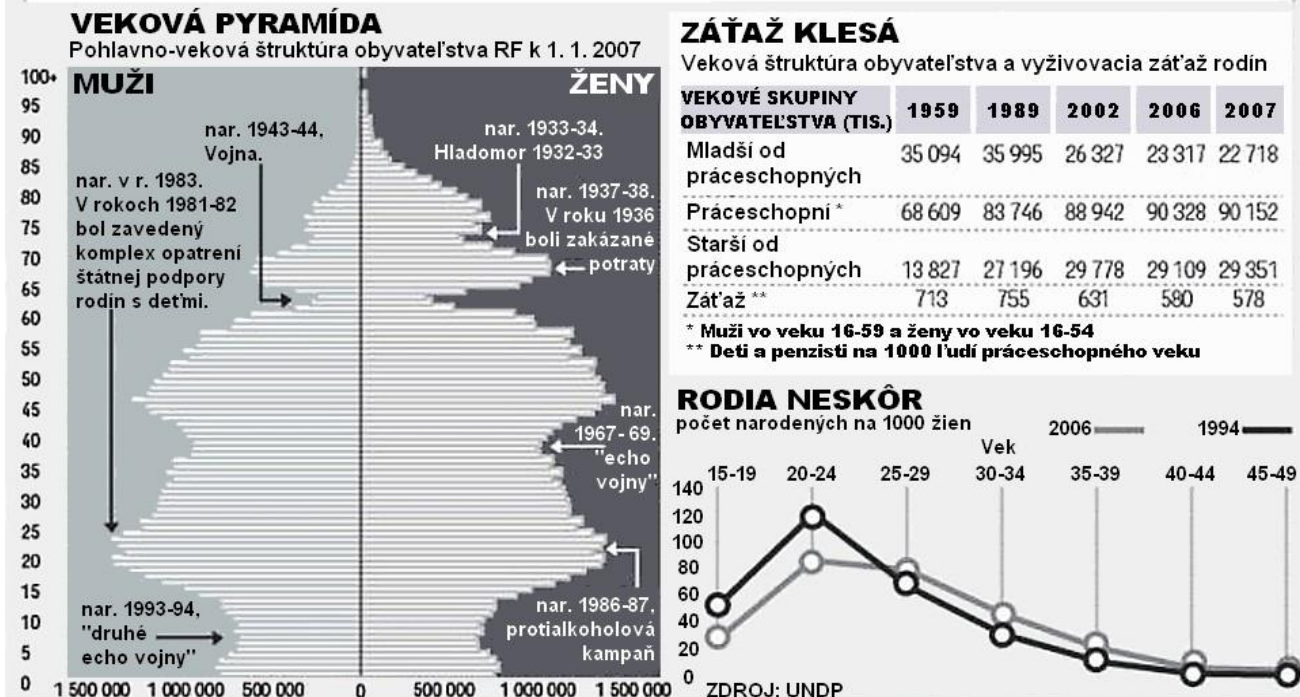 VEKOVÁ PYRAMÍDA
Pohlavno-veková štruktúra obyvateľstva RF k 1. 1. 2007
MUŽI
ŽENY
100+
95
90
85
80
75
70
65
60
55
50
45
40
35
30
25
20
15
10
5
0
nar. 1943-44,
Vojna.
nar. v r. 1983.
V rokoch 1981-82
bol zavedený
komplex opatrení
štátnej podpory
rodín s deťmi.
nar. 1993-94,
"druhé
echo vojny"
nar. 1933-34.
Hladomor 1932-33
nar. 1937-38.
V roku 1936
boli zakázané
potraty
nar.
1967- 69.
"echo
vojny"
nar. 1986-87,
protialkoholová
kampaň
1 500 000 1 000 000 500 000 0 500 000 1 000 000 1 500 000
ZÁŤAŽ KLESÁ
Veková štruktúra obyvateľstva a vyživovacia záťaž rodín
VEKOVÉ SKUPINY
OBYVATEĽSTVA (TIS.) 1959 1989 2002 2006 2007
Mladší od
práceschopných 35 094 35 995 26 327 23 317 22 718
Práceschopní * 68 609 83 746 88 942 90 328 90 152
Starší od
práceschopných 13 827 27 196 29 778 29 109 29 351
Záťaž ** 713 755 631 580 578
* Muži vo veku 16-59 a ženy vo veku 16-54
** Deti a penzisti na 1000 ľudí práceschopného veku
RODIA NESKÔR
počet narodených na 1000 žien
2006 1994
Vek
15-19 20-24 25-29 30-34 35-39 40-44 45-49
140
120
100
80
60
40
20
0
ZDROJ: UNDP